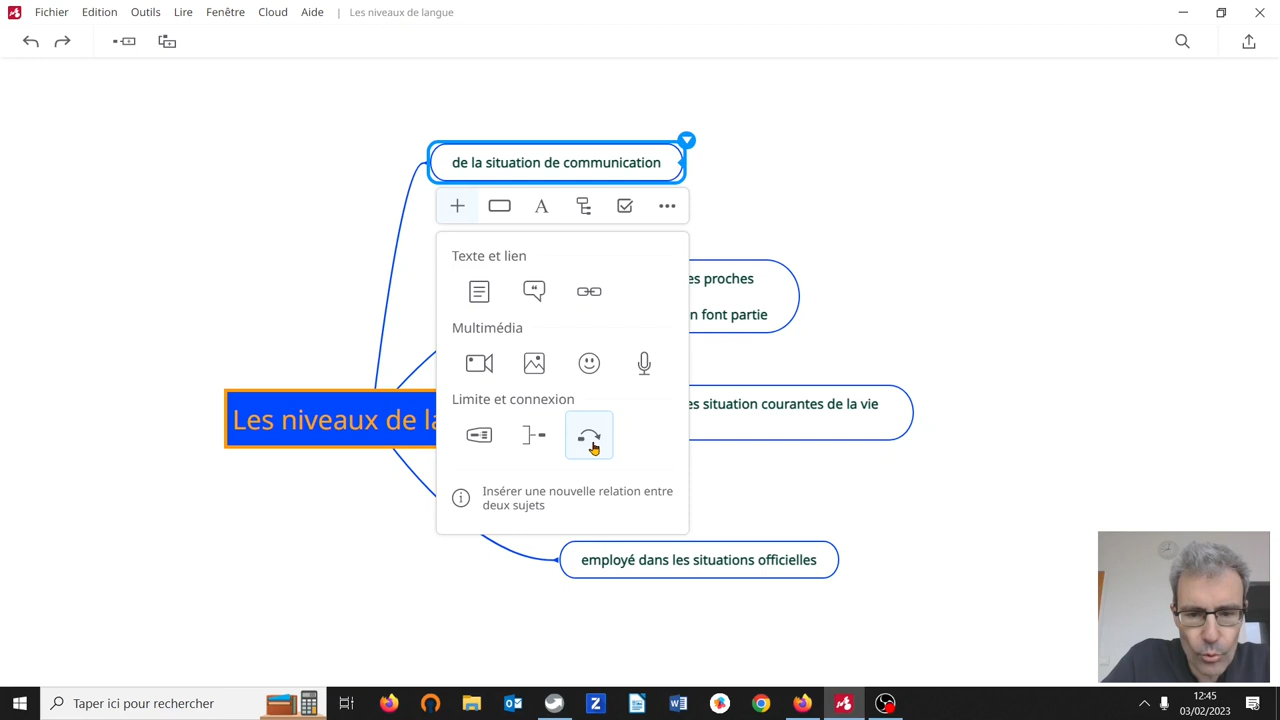 Fichier Edition Outils Lire Fenêtre Cloud Aide | Les niveaux de langue
de la situation de communication
A
Texte et lien
es proches
n font partie
Multimédia
Limite et connexion
es situation courantes de la vie
Les niveaux de la
Insérer une nouvelle relation entre
deux sujets
employé dans les situations officielles
Taper ici pour rechercher
12:45
03/02/2023